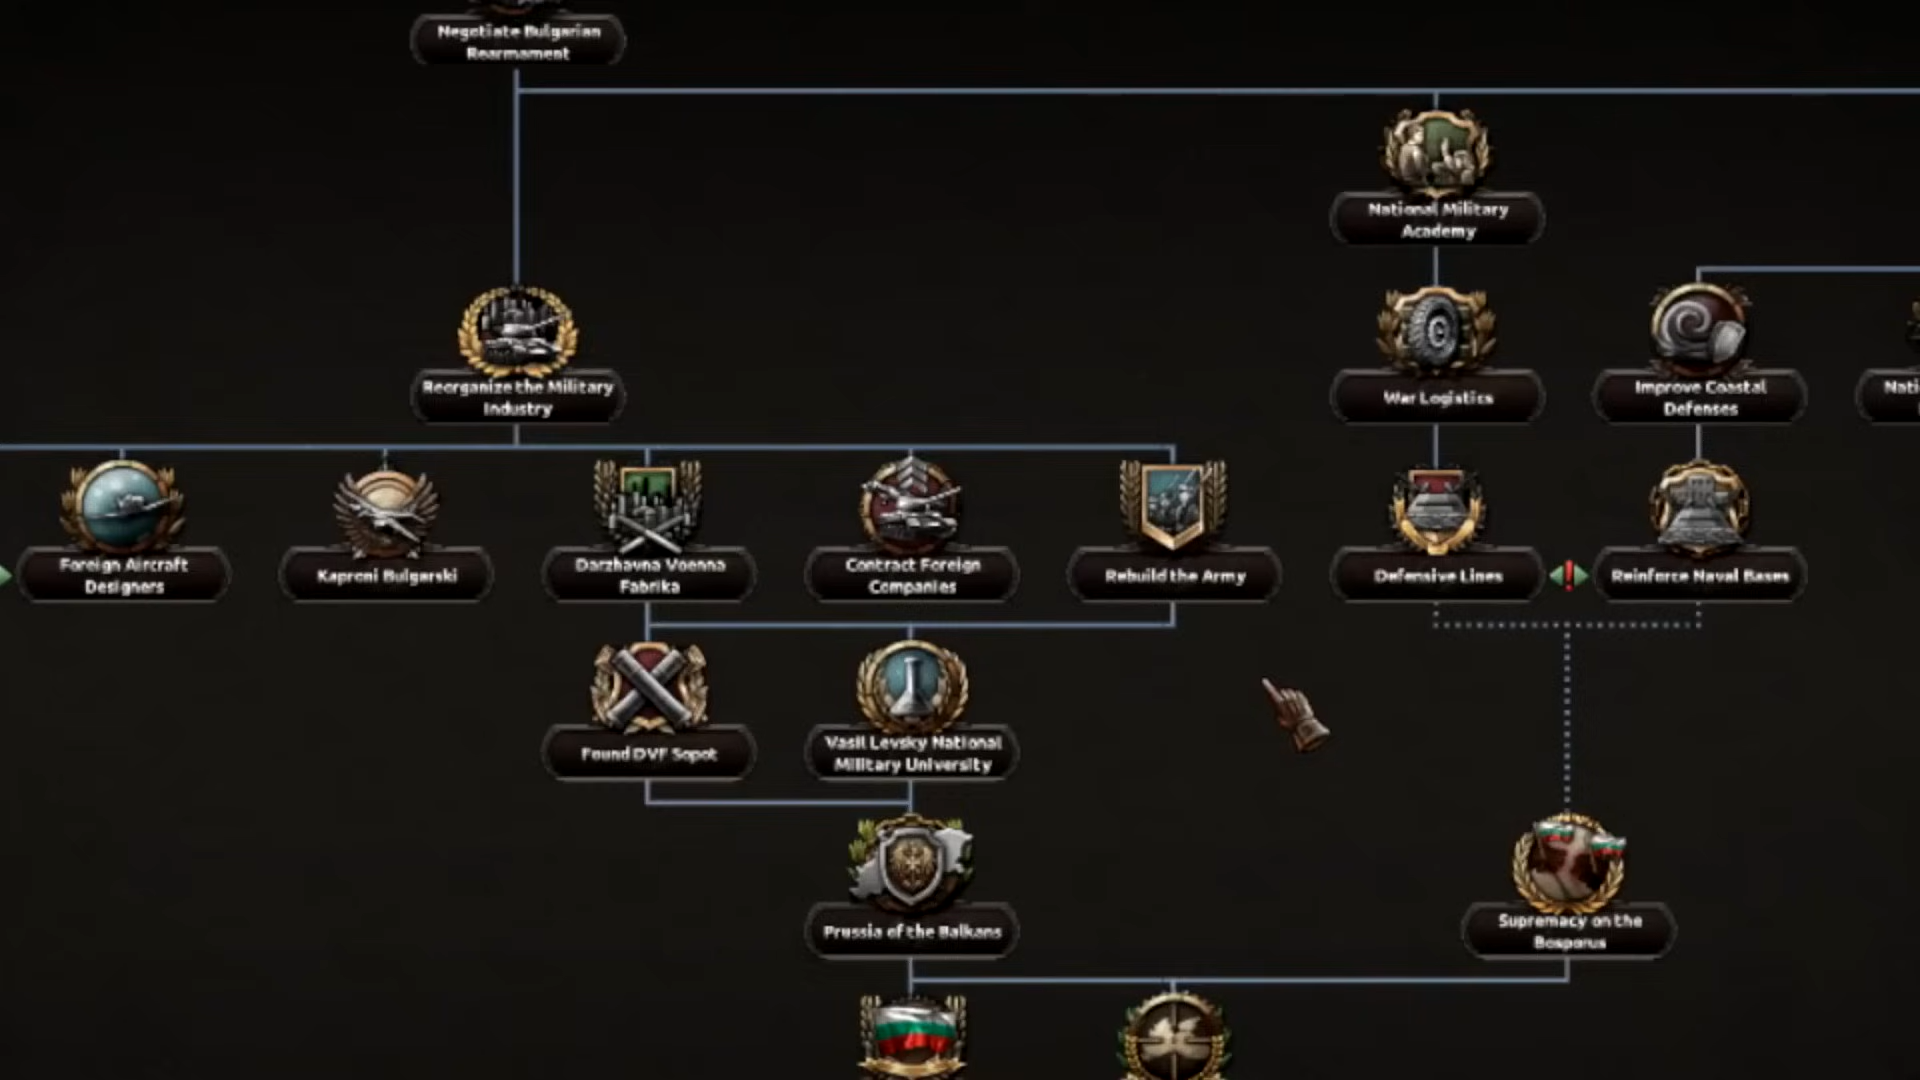 Negotiate Bulgarian
Rearmament
National Military
Academy
Reorganize the Military
Industry
War Logistics
Improve Coastal
Defenses
Nati
Foreign Aircraft
Designers
Kaproni Bulgarski
Darzhavna Voenna
Fabrika
Contract Foreign
Companies
Rebuild the Army
Defensive Lines
Reinforce Naval Bases
Found DVF Sopot
Vasil Levsky National
Military University
Prussia of the Balkans
Supremacy on the
Bosporus